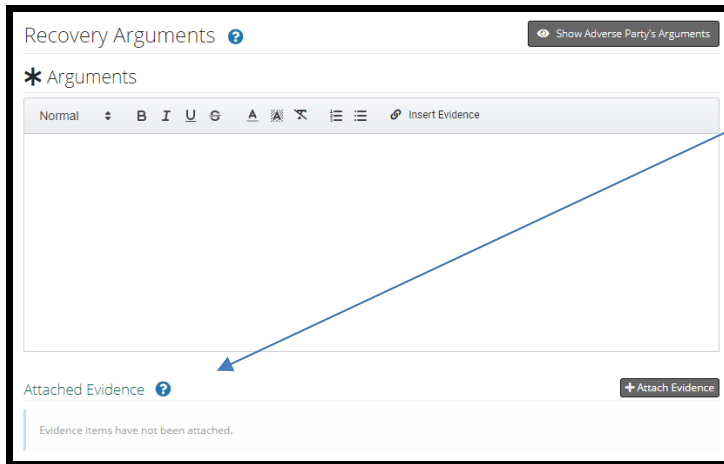 Recovery Arguments ?
Show Adverse Party's Arguments
* Arguments
Normal B I U S A A T Insert Evidence
Attached Evidence ?
+ Attach Evidence
Evidence items have not been attached.